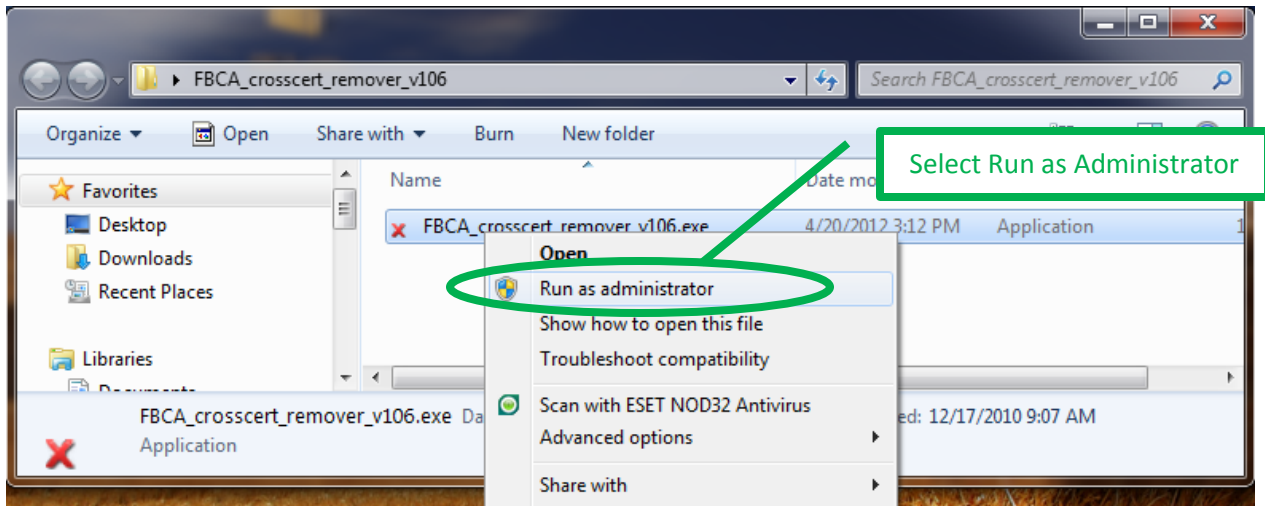 FBCA_crosscert_remover_v106
Search FBCA_crosscert_remover_v106
Organize Open Share with Burn New folder
Select Run as Administrator
Favorites
Desktop
Downloads
Recent Places
Libraries
Documents
Name Date mo
FBCA_crosscert_remover_v106.exe 4/20/2012 3:12 PM Application 1
Open
Run as administrator
Show how to open this file
Troubleshoot compatibility
Scan with ESET NOD32 Antivirus
Advanced options
Share with
FBCA_crosscert_remover_v106.exe Da ed: 12/17/2010 9:07 AM
Application